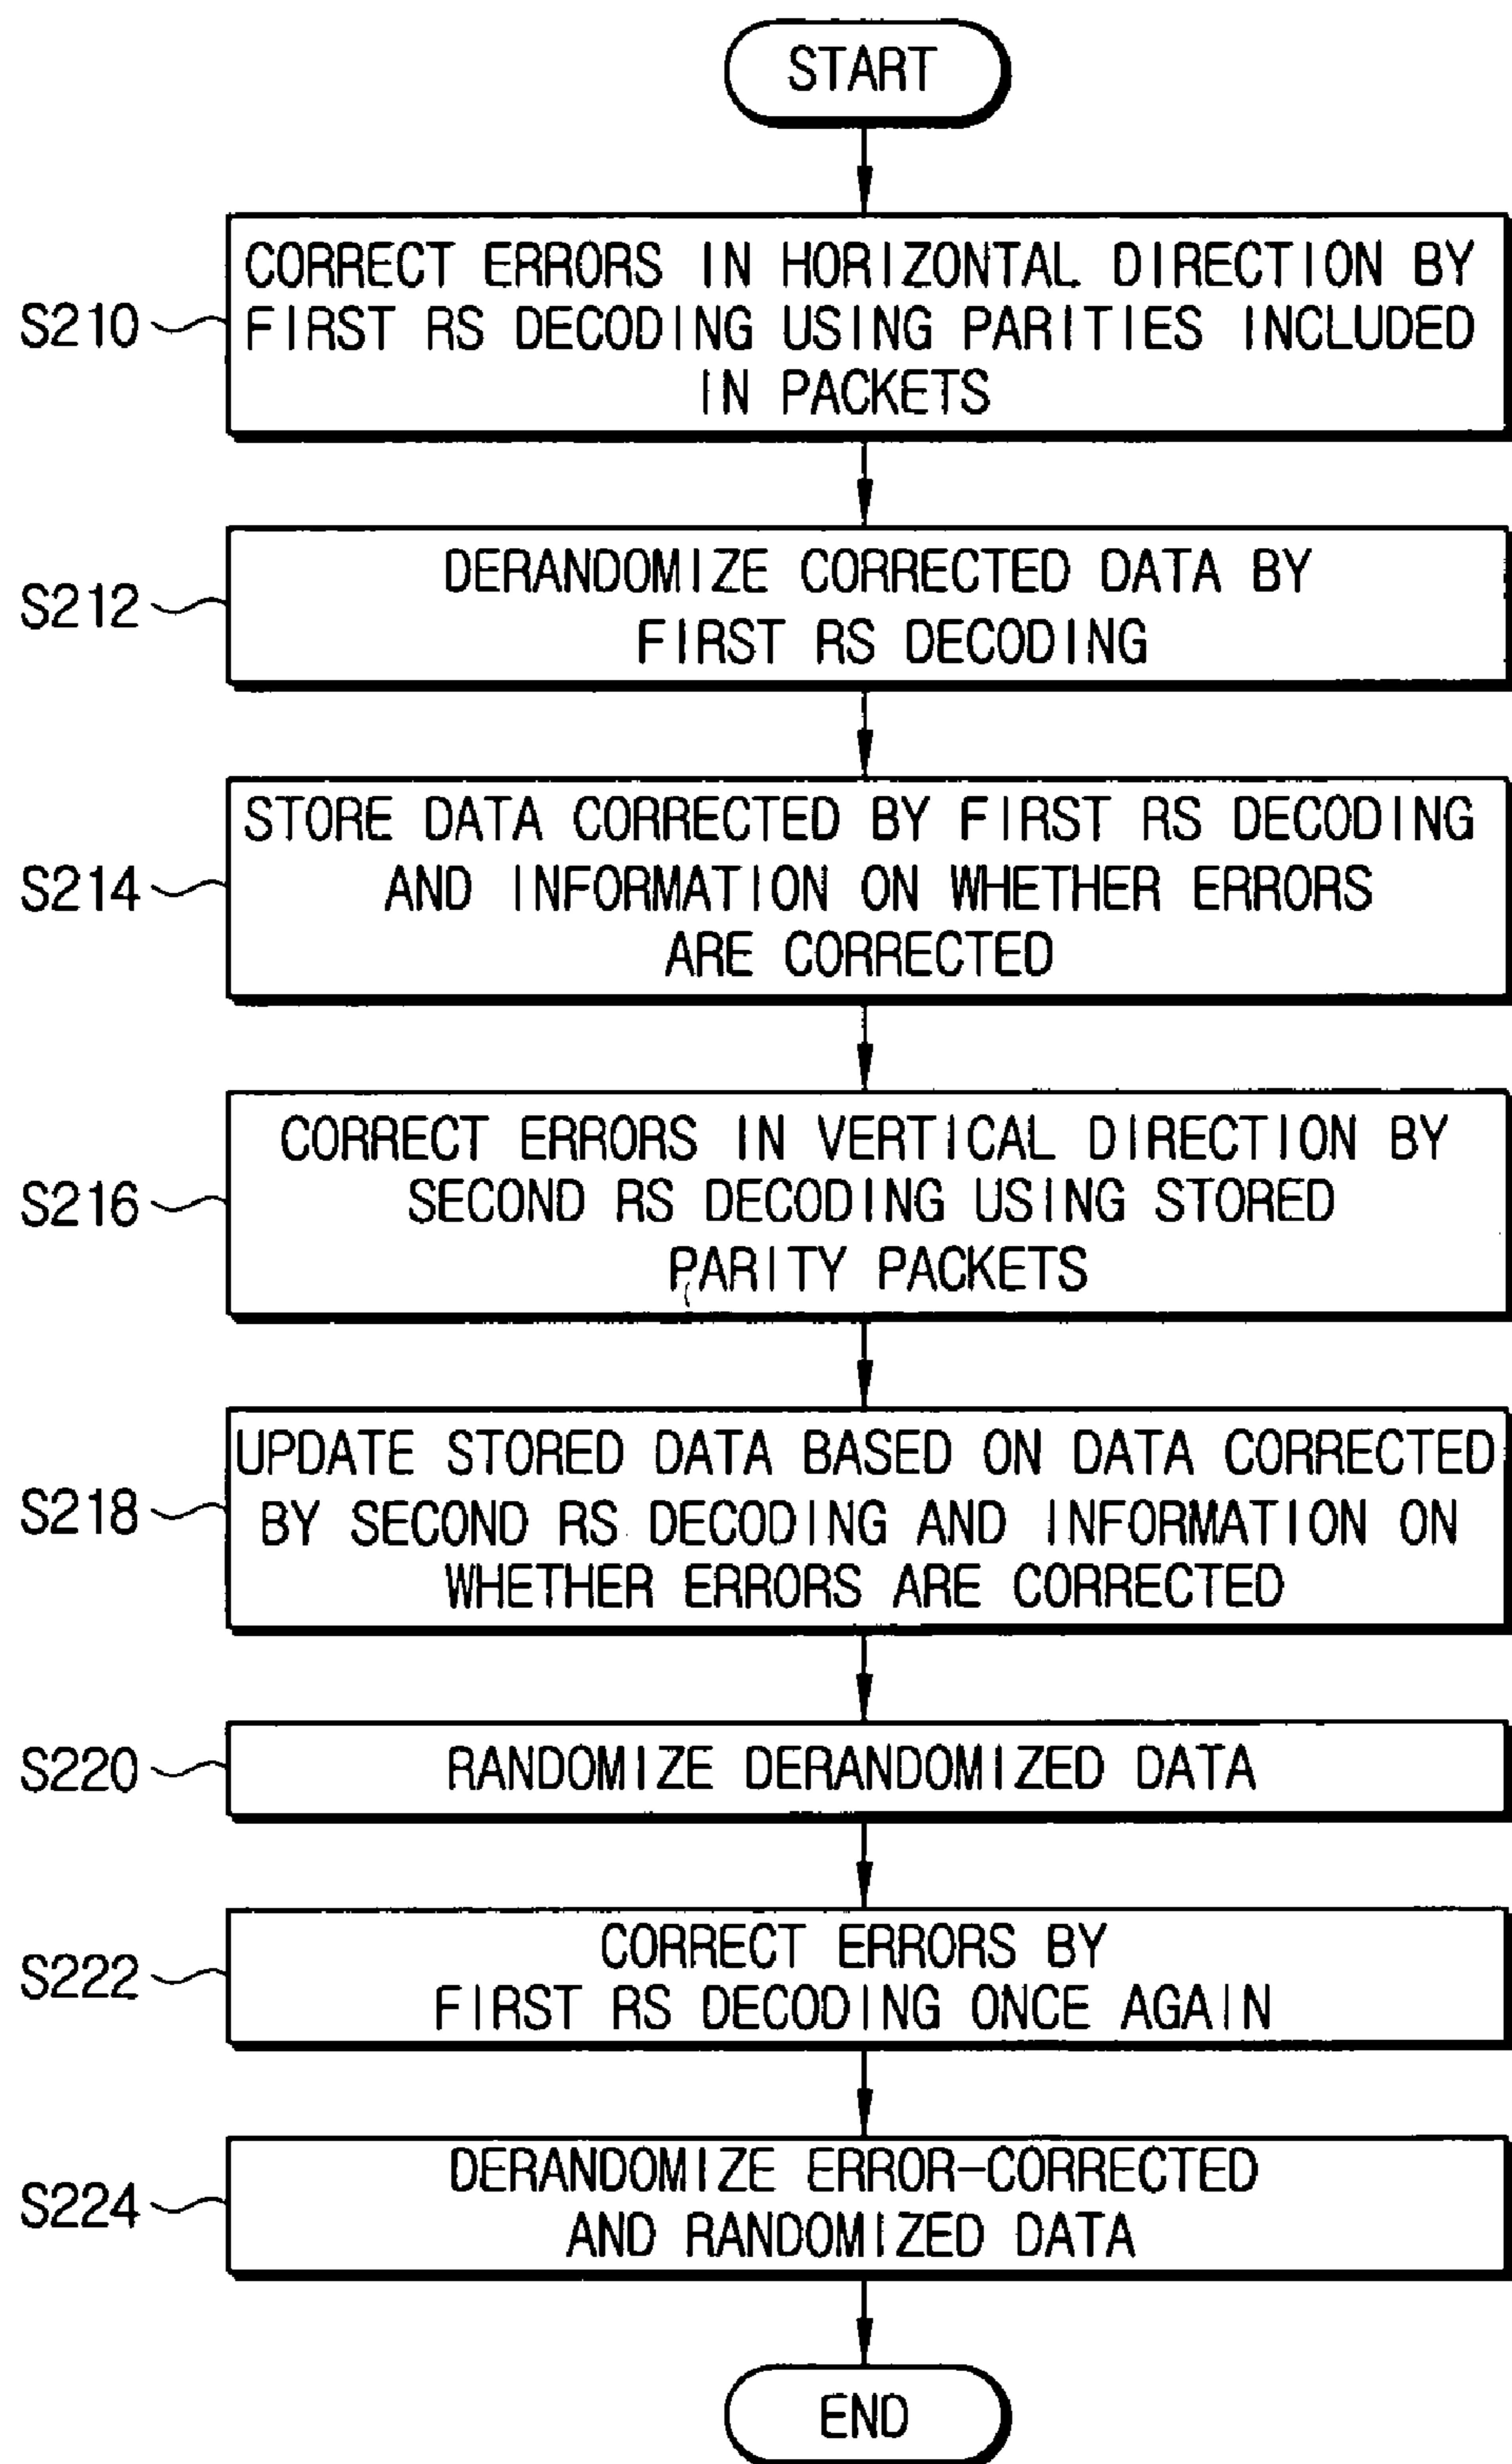 START
S210
CORRECT ERRORS IN HORIZONTAL DIRECTION BY
FIRST RS DECODING USING PARITIES INCLUDED
IN PACKETS
S212
DERANDOMIZE CORRECTED DATA BY
FIRST RS DECODING
S214
STORE DATA CORRECTED BY FIRST RS DECODING
AND INFORMATION ON WHETHER ERRORS
ARE CORRECTED
S216
CORRECT ERRORS IN VERTICAL DIRECTION BY
SECOND RS DECODING USING STORED
PARITY PACKETS
S218
UPDATE STORED DATA BASED ON DATA CORRECTED
BY SECOND RS DECODING AND INFORMATION ON
WHETHER ERRORS ARE CORRECTED
S220
RANDOMIZE DERANDOMIZED DATA
S222
CORRECT ERRORS BY
FIRST RS DECODING ONCE AGAIN
S224
DERANDOMIZE ERROR-CORRECTED
AND RANDOMIZED DATA
END